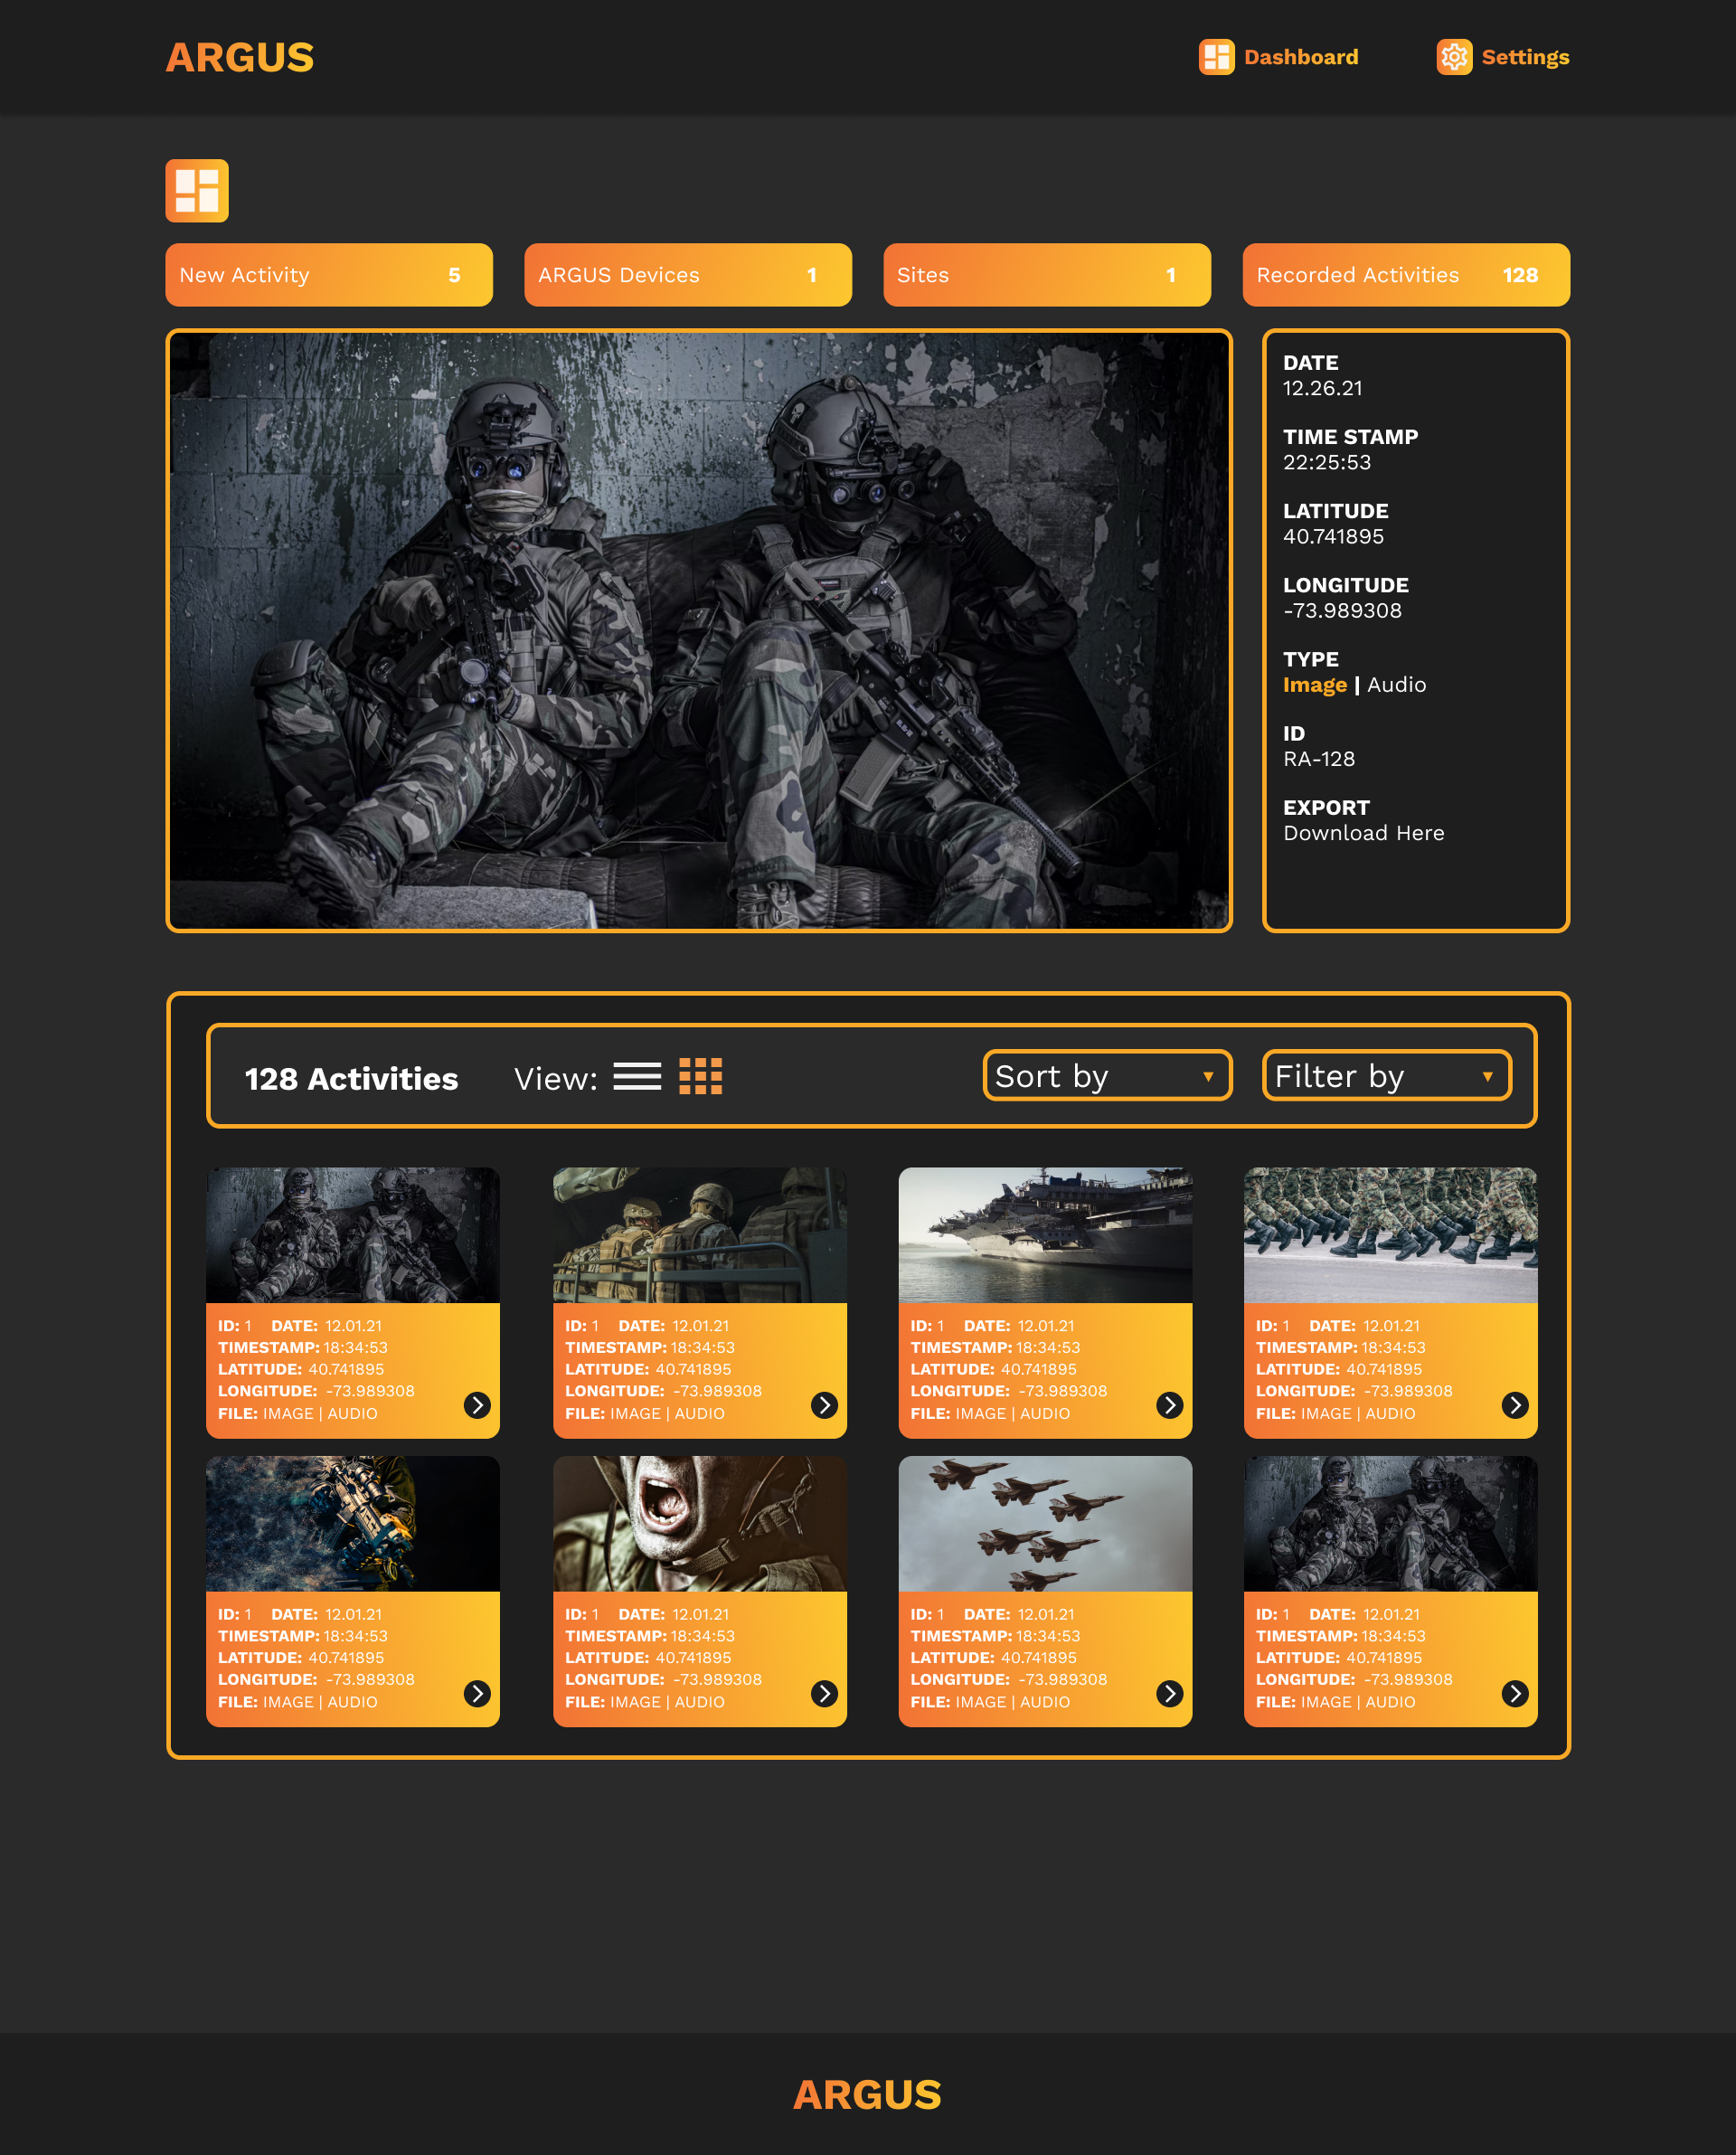 ARGUS
Dashboard
Settings
New Activity 5
ARGUS Devices 1
Sites 1
Recorded Activities 128
DATE
12.26.21
TIME STAMP
22:25:53
LATITUDE
40.741895
LONGITUDE
-73.989308
TYPE
Image | Audio
ID
RA-128
EXPORT
Download Here
128 Activities
View:
Sort by
Filter by
ID: 1 DATE: 12.01.21
TIMESTAMP: 18:34:53
LATITUDE: 40.741895
LONGITUDE: -73.989308
FILE: IMAGE | AUDIO
ID: 1 DATE: 12.01.21
TIMESTAMP: 18:34:53
LATITUDE: 40.741895
LONGITUDE: -73.989308
FILE: IMAGE | AUDIO
ID: 1 DATE: 12.01.21
TIMESTAMP: 18:34:53
LATITUDE: 40.741895
LONGITUDE: -73.989308
FILE: IMAGE | AUDIO
ID: 1 DATE: 12.01.21
TIMESTAMP: 18:34:53
LATITUDE: 40.741895
LONGITUDE: -73.989308
FILE: IMAGE | AUDIO
ID: 1 DATE: 12.01.21
TIMESTAMP: 18:34:53
LATITUDE: 40.741895
LONGITUDE: -73.989308
FILE: IMAGE | AUDIO
ID: 1 DATE: 12.01.21
TIMESTAMP: 18:34:53
LATITUDE: 40.741895
LONGITUDE: -73.989308
FILE: IMAGE | AUDIO
ID: 1 DATE: 12.01.21
TIMESTAMP: 18:34:53
LATITUDE: 40.741895
LONGITUDE: -73.989308
FILE: IMAGE | AUDIO
ID: 1 DATE: 12.01.21
TIMESTAMP: 18:34:53
LATITUDE: 40.741895
LONGITUDE: -73.989308
FILE: IMAGE | AUDIO
ARGUS